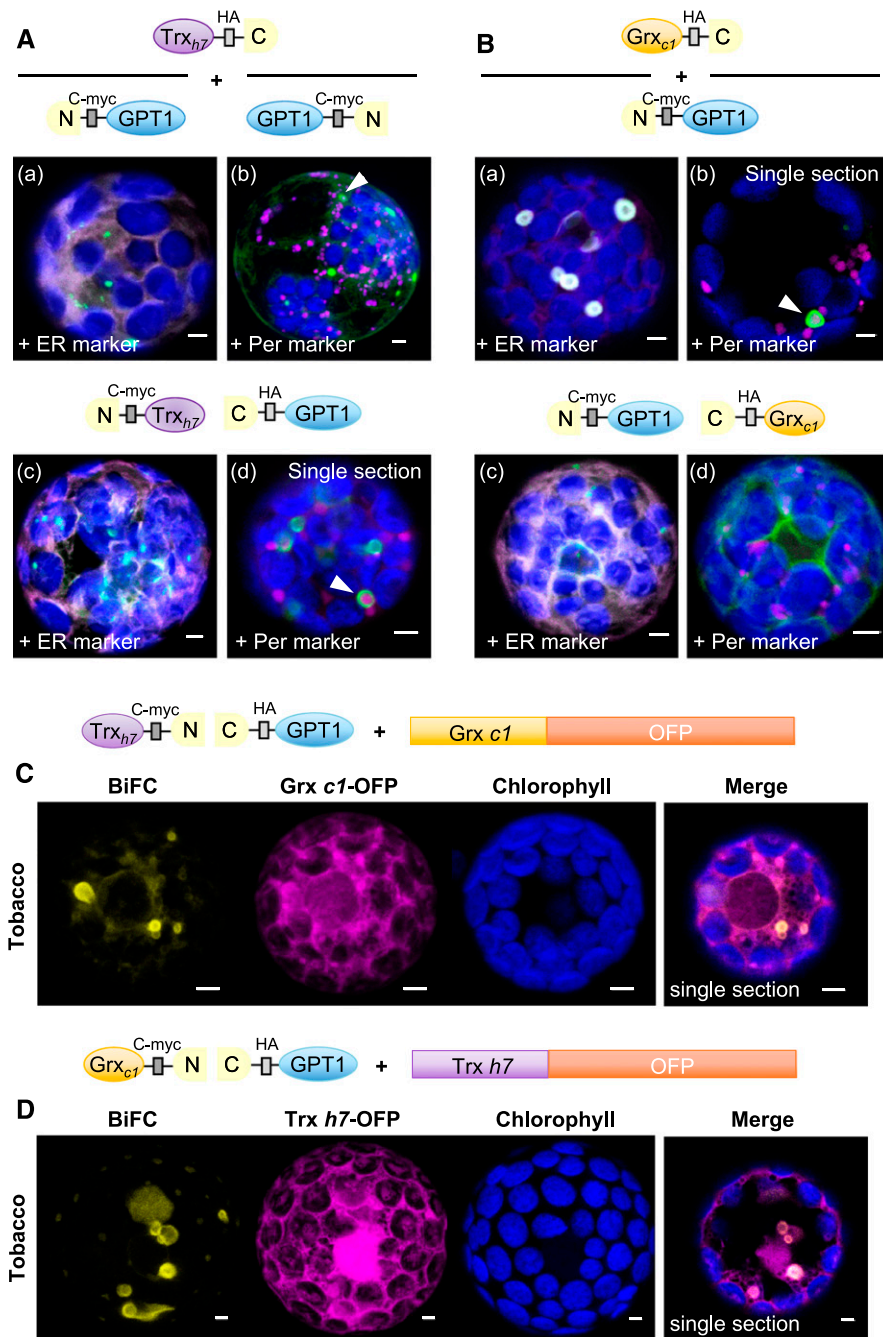 A
Trxh7 HA C
+
N C-myc GPT1 GPT1 C-myc N
(a) + ER marker
(b) + Per marker
N C-myc Trxh7 C HA GPT1
(c) + ER marker
(d) Single section + Per marker
B
Grxc1 HA C
+
N C-myc GPT1
(a) + ER marker
(b) Single section + Per marker
N C-myc GPT1 C HA Grxc1
(c) + ER marker
(d) + Per marker
Trxh7 C-myc N C HA GPT1 + Grx c1 OFP
C
BiFC Grx c1-OFP Chlorophyll Merge
Tobacco
single section
Grxc1 C-myc N C HA GPT1 + Trx h7 OFP
D
BiFC Trx h7-OFP Chlorophyll Merge
Tobacco
single section